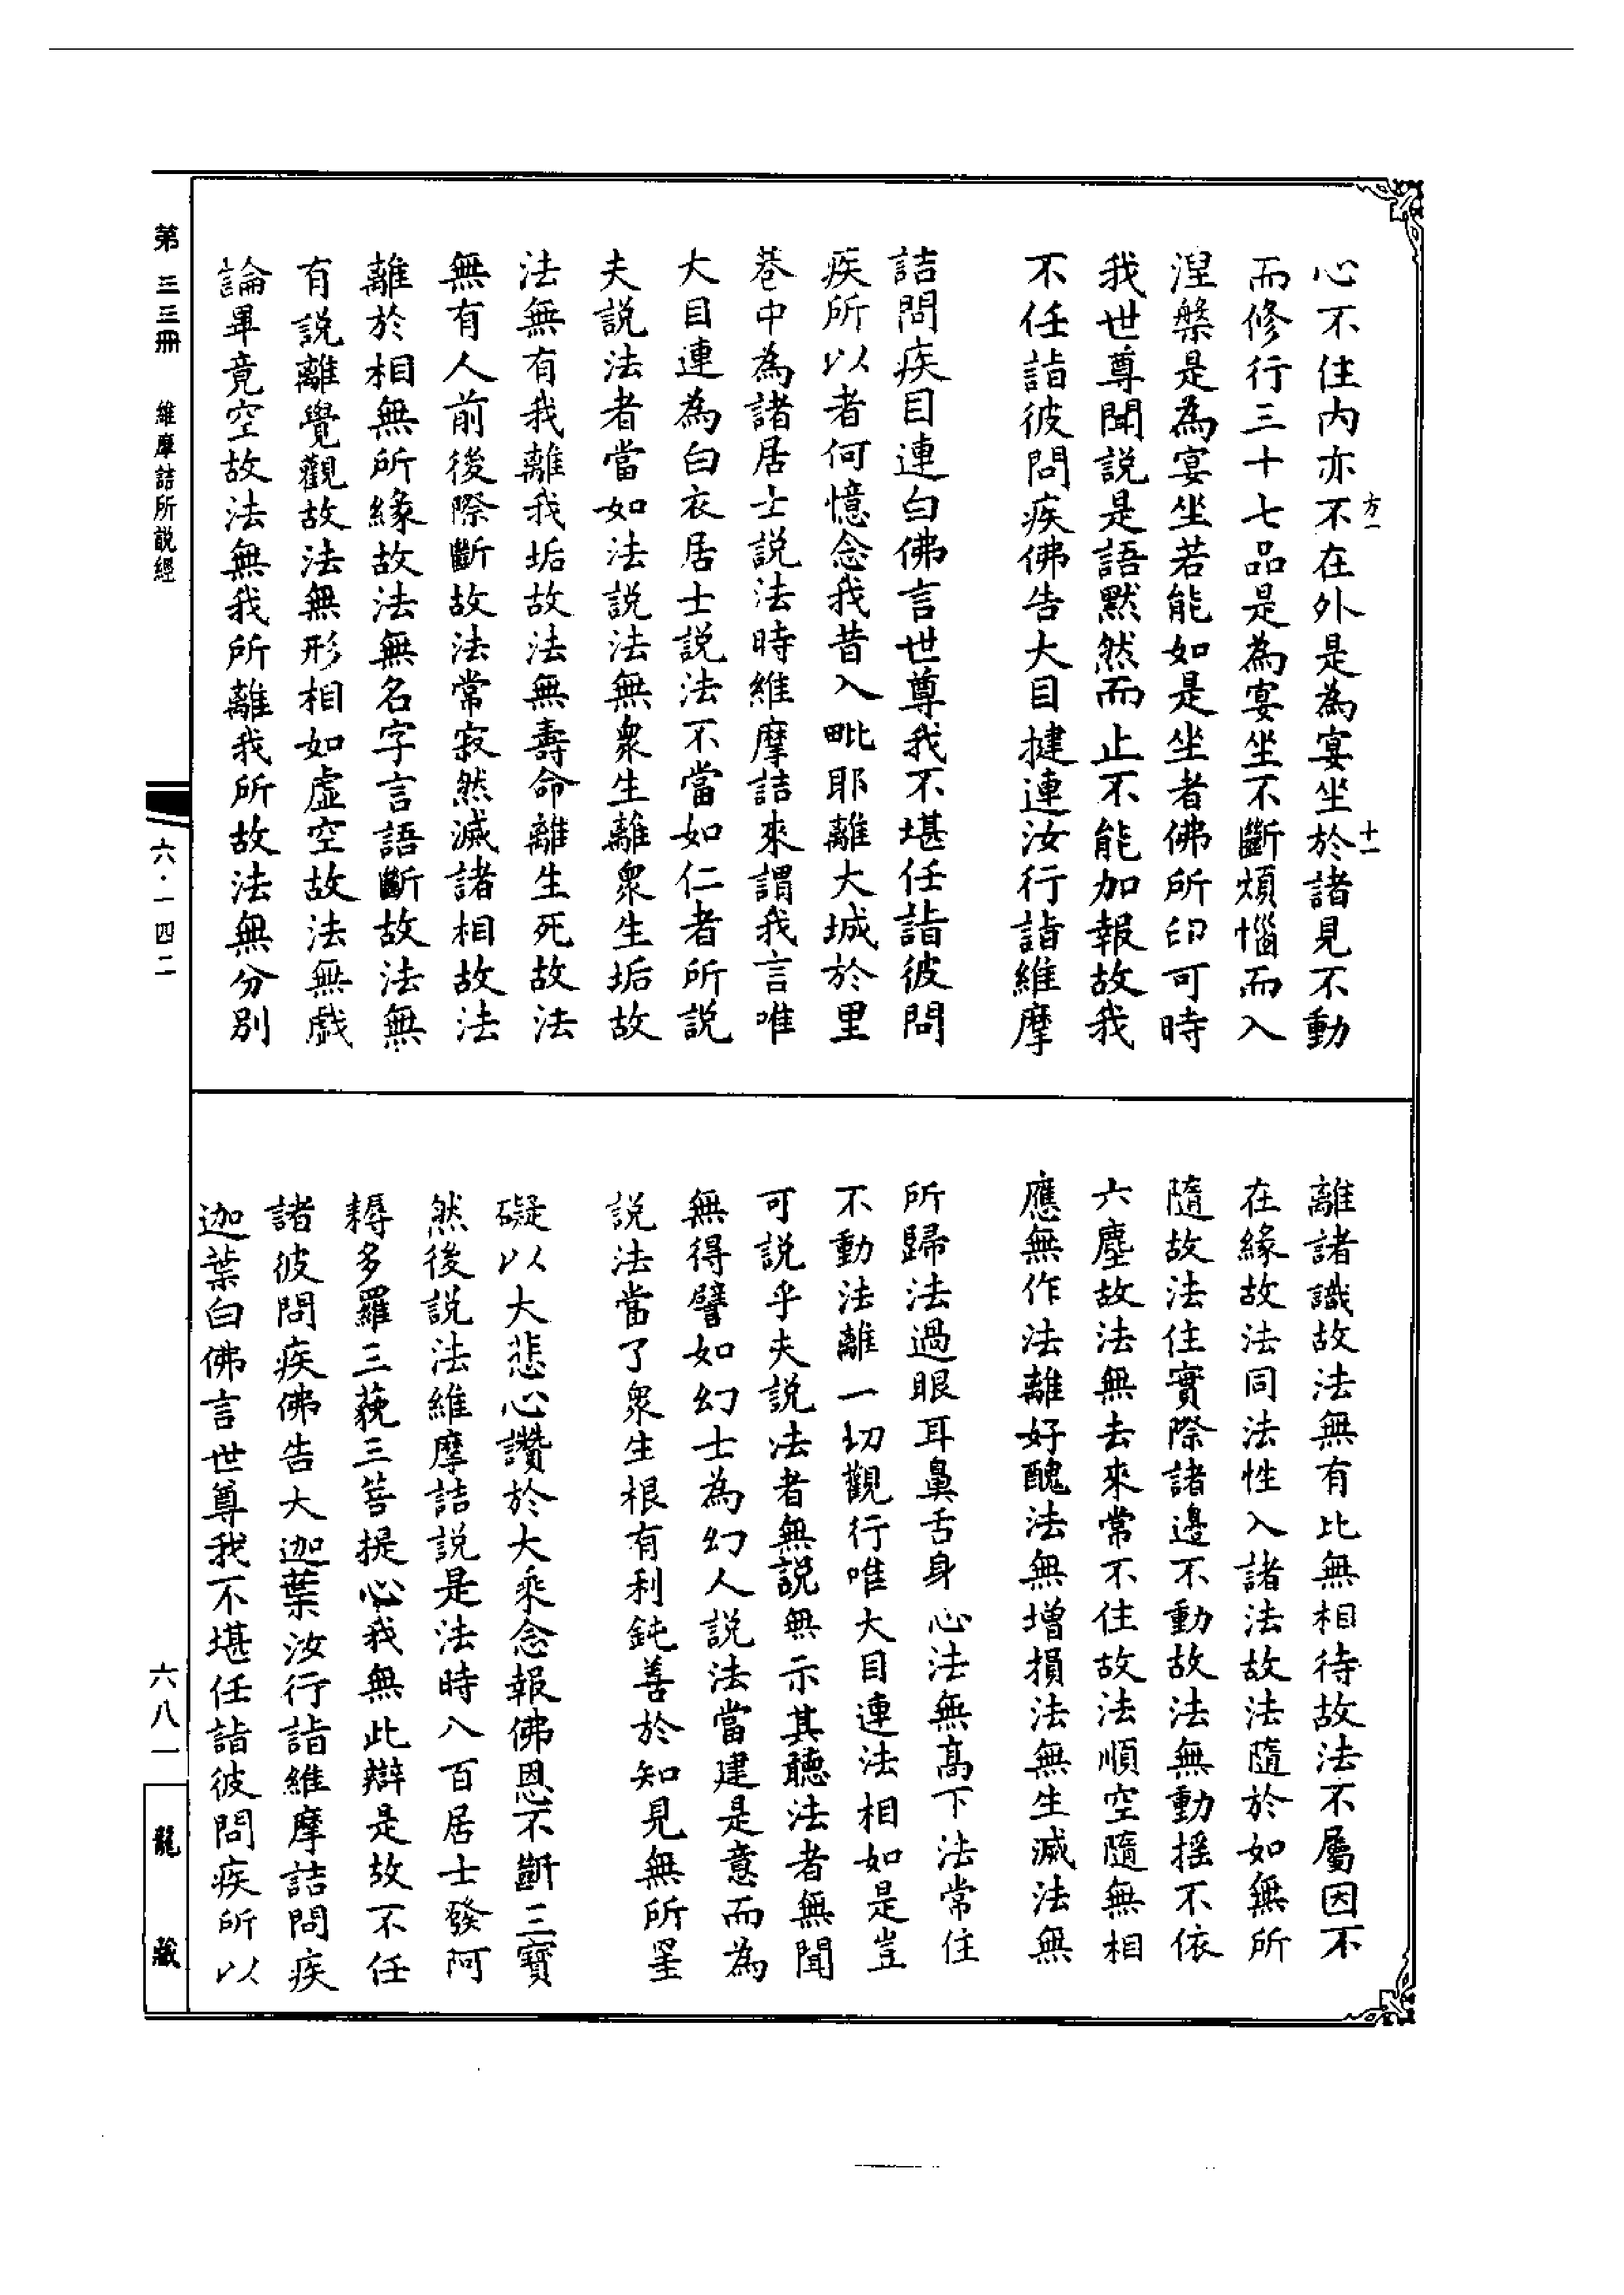 心不住內亦不在外是為宴坐於諸見不動
方一
十一
而修行三十七品是為宴坐不斷煩惱而入
涅槃是為宴坐若能如是坐者佛所印可時
我世尊聞說是語默然而止不能加報故我
不任詣彼問疾佛告大目揵連汝行詣維摩
詰問疾目連白佛言世尊我不堪任詣彼問
疾所以者何憶念我昔入毗耶離大城於里
巷中為諸居士說法時維摩詰來謂我言唯
大目連為白衣居士說法不當如仁者所說
夫說法者當如法說法無眾生離眾生垢故
法無有我離我垢故法無壽命離生死故法
無有人前後際斷故法常寂然滅諸相故法
離於相無所緣故法無名字言語斷故法無
有說離覺觀故法無形相如虛空故法無戲
論畢竟空故法無我所離我所故法無分別
離諸識故法無有比無相待故法不屬因不
在緣故法同法性入諸法故法隨於如無所
隨故法住實際諸邊不動故法無動搖不依
六塵故法無去來常不住故法順空隨無相
應無作法離好醜法無增損法無生滅法無
所歸法過眼耳鼻舌身心法無高下法常住
不動法離一切觀行唯大目連法相如是豈
可說乎夫說法者無說無示其聽法者無聞
無得譬如幻士為幻人說法當建是意而為
說法當了眾生根有利鈍善於知見無所罣
礙以大悲心讚於大乘念報佛恩不斷三寶
然後說法維摩詰說是法時八百居士發阿
耨多羅三藐三菩提心我無此辯是故不任
諸彼問疾佛告大迦葉汝行詣維摩詰問疾
迦葉白佛言世尊我不堪任詣彼問疾所以
第三三冊 維摩詰所說經
六·一四二
六八一
龍藏